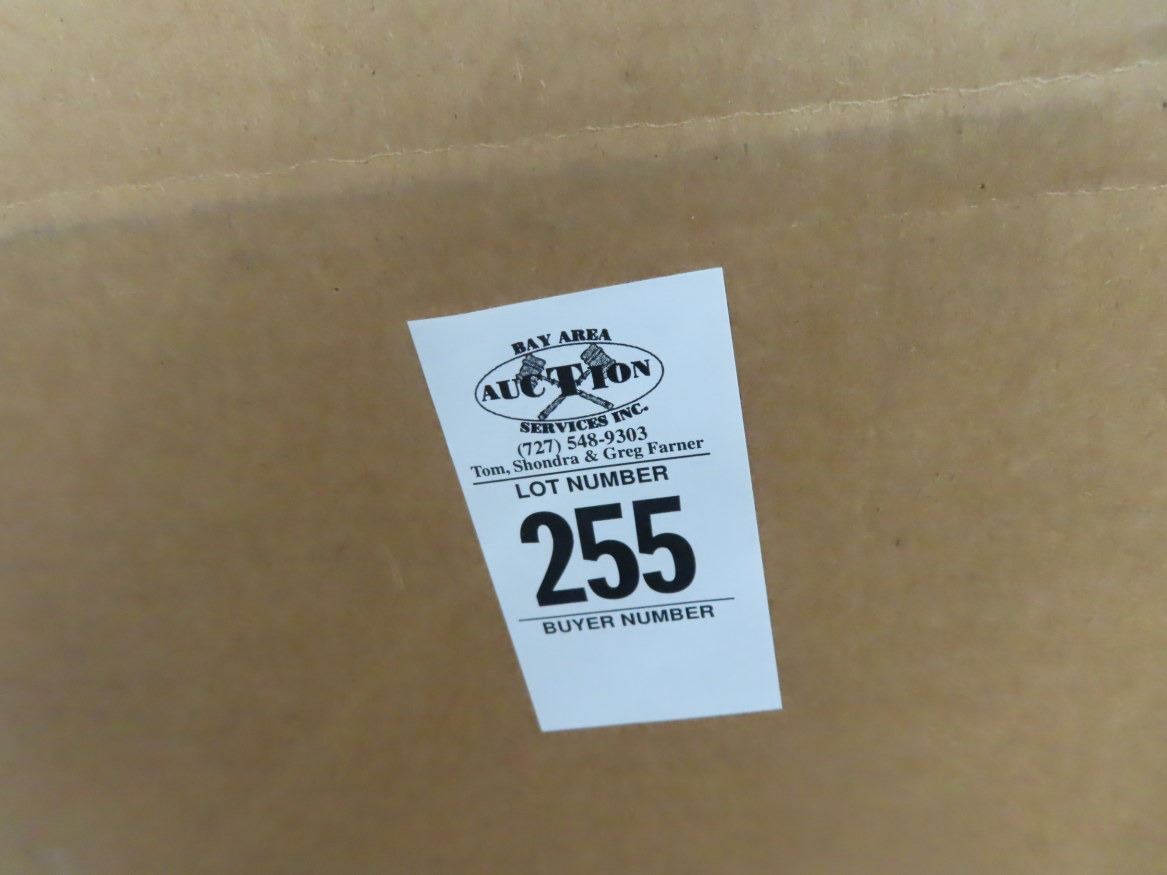 BAY AREA
AUCTION
SERVICES INC.
(727) 548-9303
Tom, Shondra & Greg Farner
LOT NUMBER
255
BUYER NUMBER